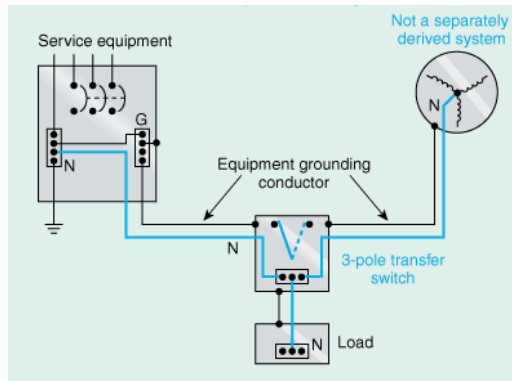 Not a separately
derived system
Service equipment
G
N
N
Equipment grounding
conductor
N
3-pole transfer
switch
N
Load